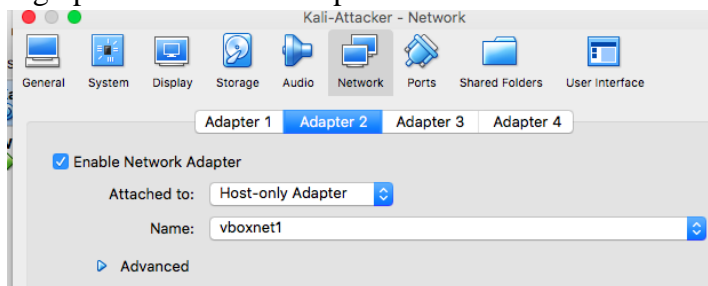 Kali-Attacker - Network
General System Display Storage Audio Network Ports Shared Folders User Interface
Adapter 1 Adapter 2 Adapter 3 Adapter 4
Enable Network Adapter
Attached to: Host-only Adapter
Name: vboxnet1
Advanced